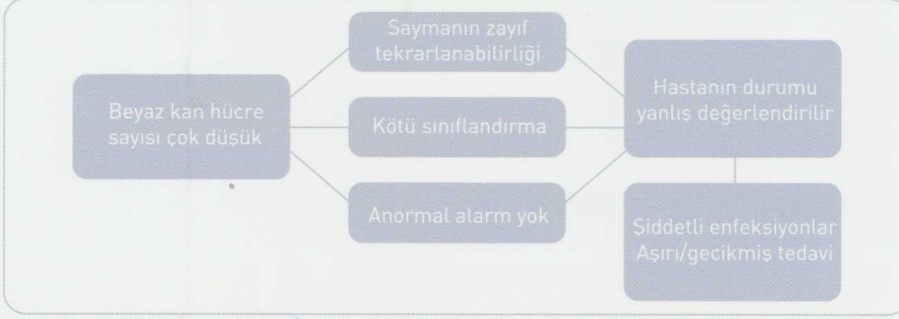 Beyaz kan hücre
sayısı çok düşük
Saymanın zayıf
tekrarlanabilirliği
Kötü sınıflandırma
Anormal alarm yok
Hastanın durumu
yanlış değerlendirilir
Şiddetli enfeksiyonlar
Aşırı/gecikmiş tedavi